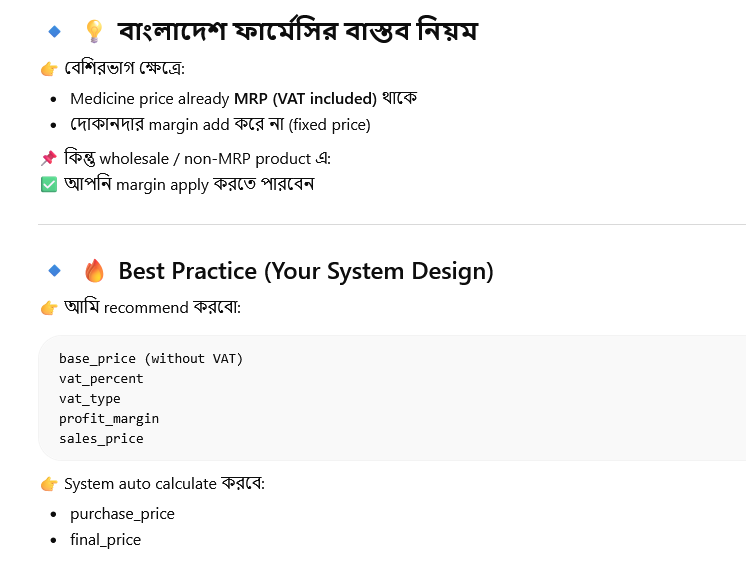 🔹 💡 বাংলাদেশ ফার্মেসির বাস্তব নিয়ম
👉 বেশিরভাগ ক্ষেত্রে:
• Medicine price already MRP (VAT included) থাকে
• দোকানদার margin add করে না (fixed price)
📌 কিন্তু wholesale / non-MRP product এ:
✅ আপনি margin apply করতে পারবেন
🔹 🔥 Best Practice (Your System Design)
👉 আমি recommend করবো:
base_price (without VAT)
vat_percent
vat_type
profit_margin
sales_price
👉 System auto calculate করবে:
• purchase_price
• final_price